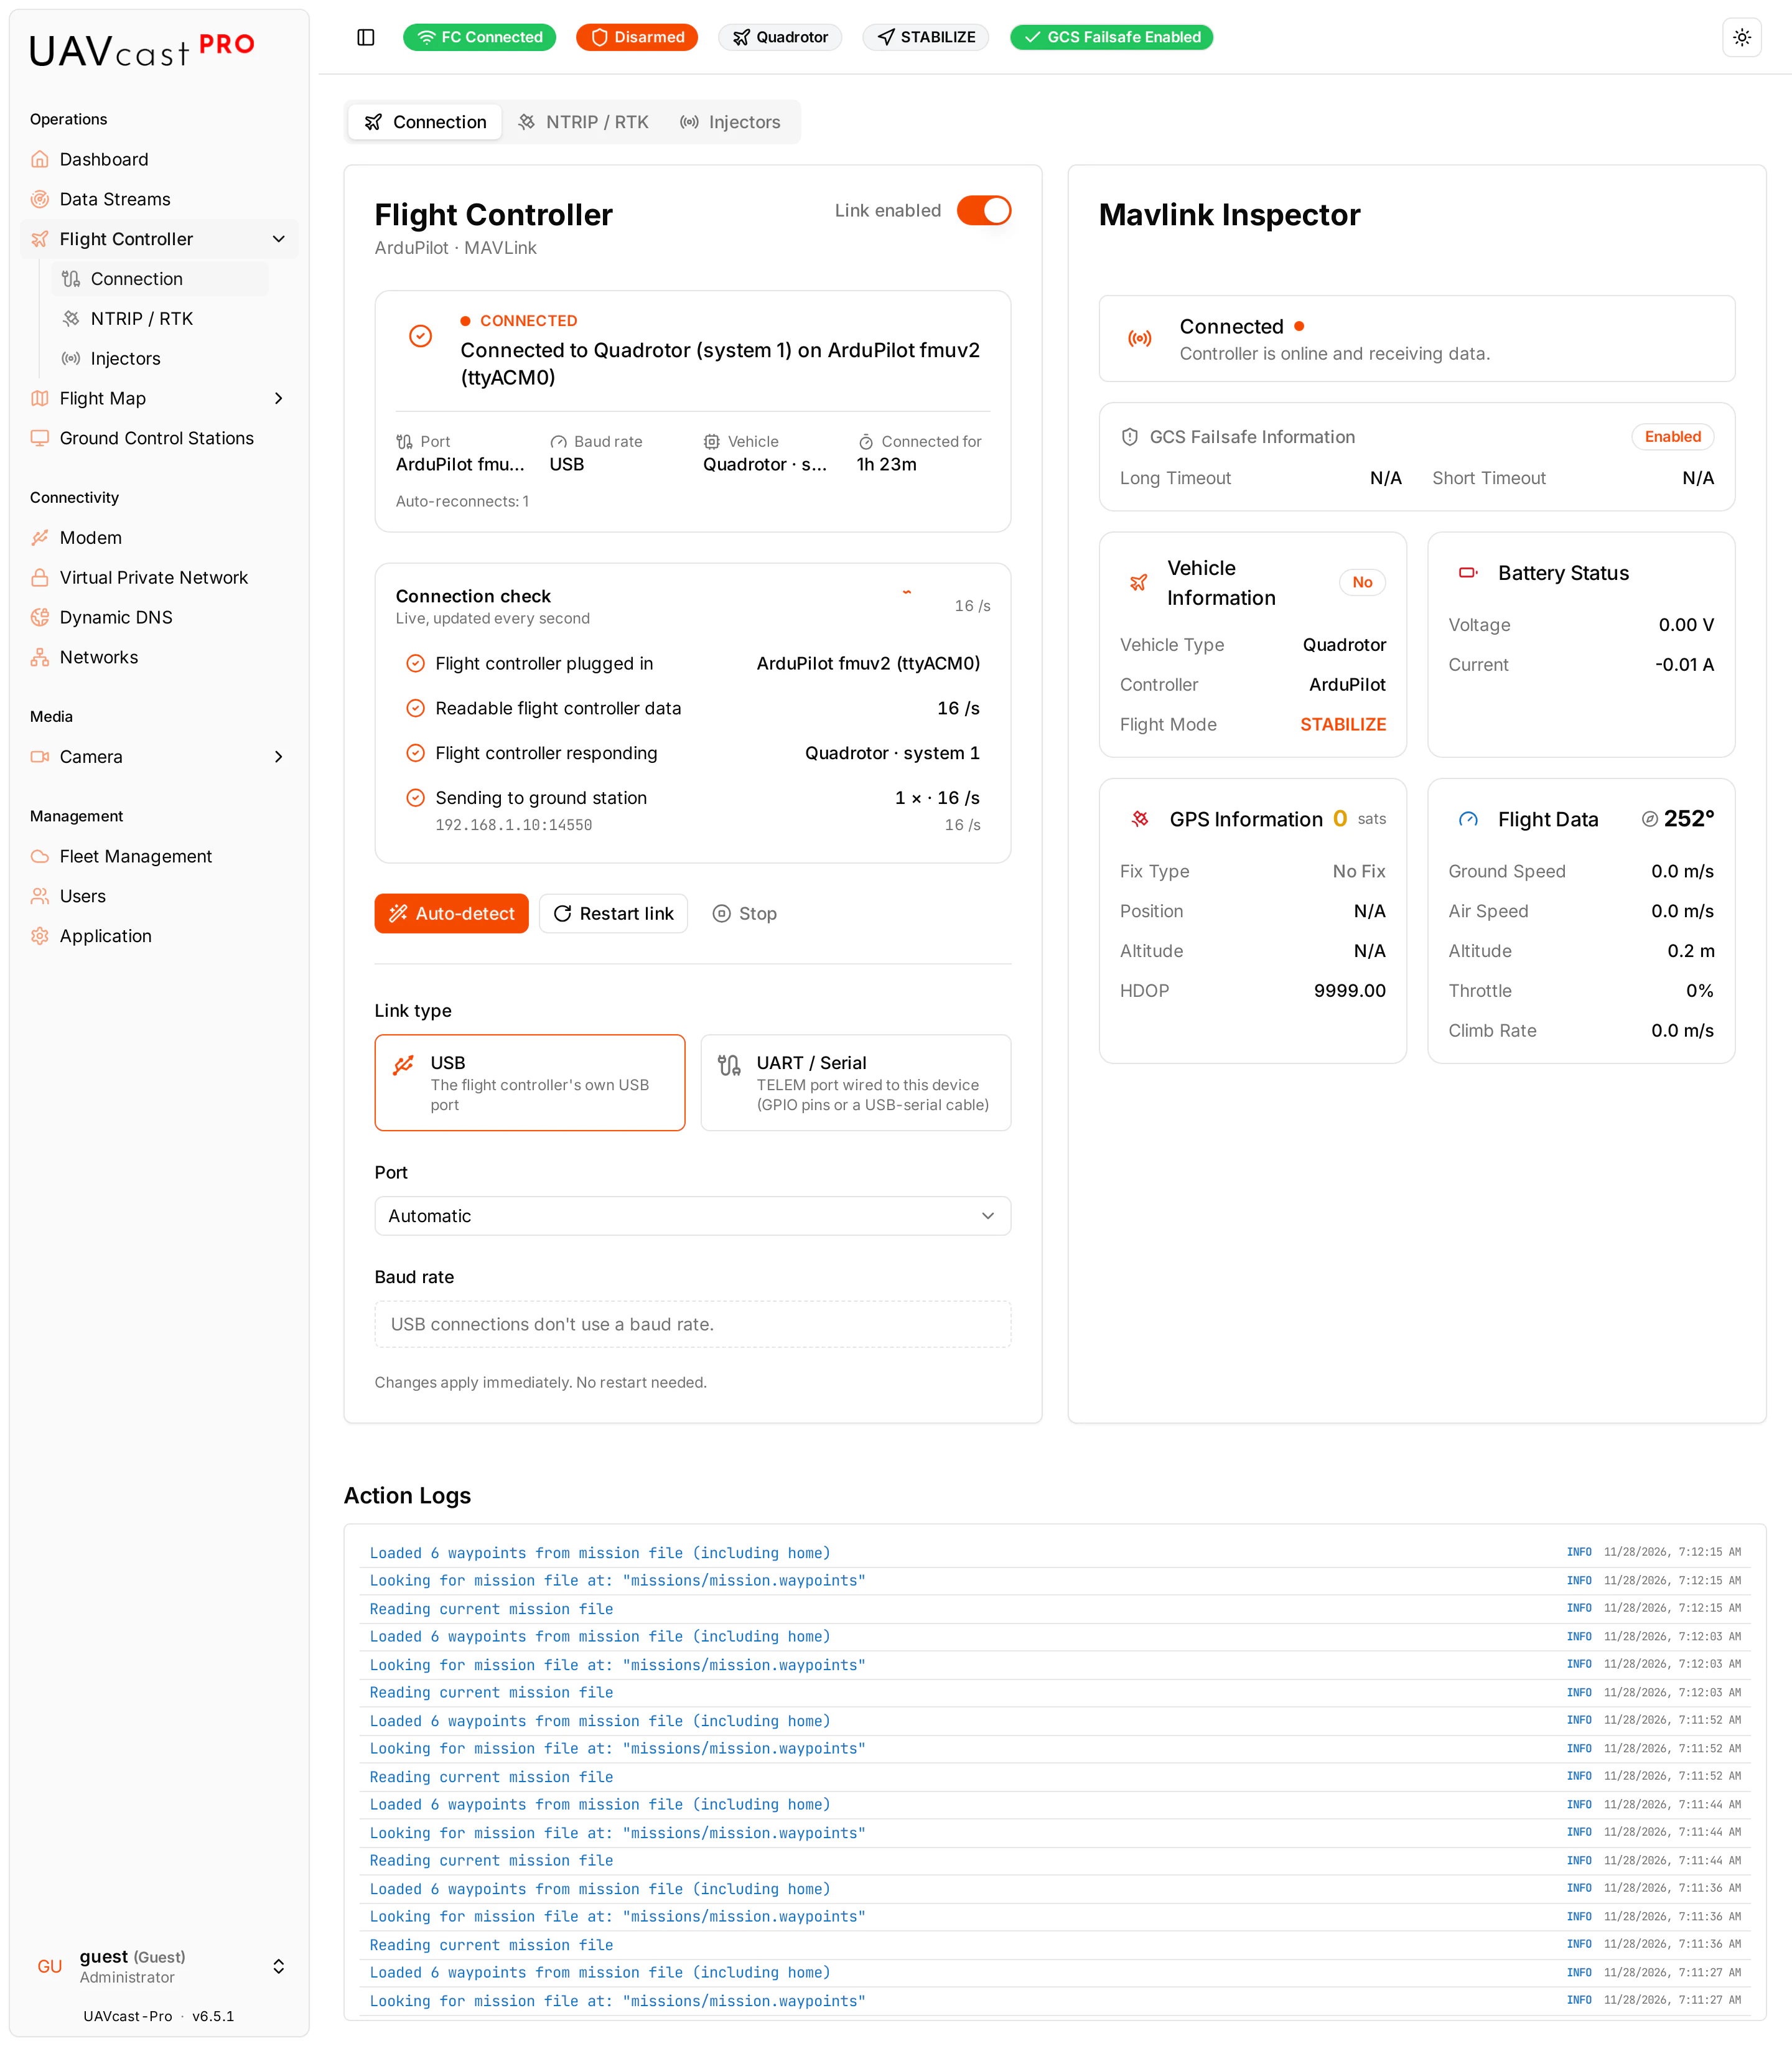 UAVcast PRO
Operations
Dashboard
Data Streams
Flight Controller
Connection
NTRIP / RTK
Injectors
Flight Map
Ground Control Stations
Connectivity
Modem
Virtual Private Network
Dynamic DNS
Networks
Media
Camera
Management
Fleet Management
Users
Application
GU
guest (Guest)
Administrator
UAVcast-Pro · v6.5.1
FC Connected
Disarmed
Quadrotor
STABILIZE
GCS Failsafe Enabled
Connection
NTRIP / RTK
Injectors
Flight Controller
Link enabled
ArduPilot · MAVLink
CONNECTED
Connected to Quadrotor (system 1) on ArduPilot fmuv2
(ttyACM0)
Port
Baud rate
Vehicle
Connected for
ArduPilot fmu...
USB
Quadrotor · s...
1h 23m
Auto-reconnects: 1
Connection check
16 /s
Live, updated every second
Flight controller plugged in
ArduPilot fmuv2 (ttyACM0)
Readable flight controller data
16 /s
Flight controller responding
Quadrotor · system 1
Sending to ground station
1 × · 16 /s
192.168.1.10:14550
16 /s
Auto-detect
Restart link
Stop
Link type
USB
The flight controller's own USB
port
UART / Serial
TELEM port wired to this device
(GPIO pins or a USB-serial cable)
Port
Automatic
Baud rate
USB connections don't use a baud rate.
Changes apply immediately. No restart needed.
Mavlink Inspector
Connected
Controller is online and receiving data.
GCS Failsafe Information
Enabled
Long Timeout
N/A
Short Timeout
N/A
Vehicle
Information
No
Vehicle Type
Quadrotor
Controller
ArduPilot
Flight Mode
STABILIZE
Battery Status
Voltage
0.00 V
Current
-0.01 A
GPS Information
0 sats
Fix Type
No Fix
Position
N/A
Altitude
N/A
HDOP
9999.00
Flight Data
252°
Ground Speed
0.0 m/s
Air Speed
0.0 m/s
Altitude
0.2 m
Throttle
0%
Climb Rate
0.0 m/s
Action Logs
Loaded 6 waypoints from mission file (including home) INFO 11/28/2026, 7:12:15 AM
Looking for mission file at: "missions/mission.waypoints" INFO 11/28/2026, 7:12:15 AM
Reading current mission file INFO 11/28/2026, 7:12:15 AM
Loaded 6 waypoints from mission file (including home) INFO 11/28/2026, 7:12:03 AM
Looking for mission file at: "missions/mission.waypoints" INFO 11/28/2026, 7:12:03 AM
Reading current mission file INFO 11/28/2026, 7:12:03 AM
Loaded 6 waypoints from mission file (including home) INFO 11/28/2026, 7:11:52 AM
Looking for mission file at: "missions/mission.waypoints" INFO 11/28/2026, 7:11:52 AM
Reading current mission file INFO 11/28/2026, 7:11:52 AM
Loaded 6 waypoints from mission file (including home) INFO 11/28/2026, 7:11:44 AM
Looking for mission file at: "missions/mission.waypoints" INFO 11/28/2026, 7:11:44 AM
Reading current mission file INFO 11/28/2026, 7:11:44 AM
Loaded 6 waypoints from mission file (including home) INFO 11/28/2026, 7:11:36 AM
Looking for mission file at: "missions/mission.waypoints" INFO 11/28/2026, 7:11:36 AM
Reading current mission file INFO 11/28/2026, 7:11:36 AM
Loaded 6 waypoints from mission file (including home) INFO 11/28/2026, 7:11:27 AM
Looking for mission file at: "missions/mission.waypoints" INFO 11/28/2026, 7:11:27 AM